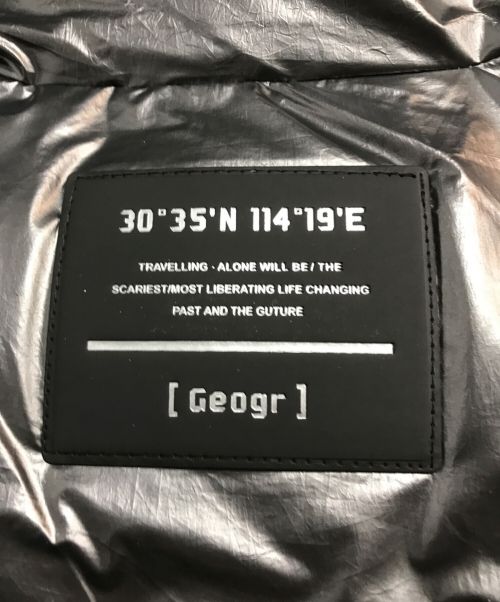 30°35'N 114°19'E
TRAVELLING · ALONE WILL BE / THE
SCARIEST/MOST LIBERATING LIFE CHANGING
PAST AND THE GUTURE
[ Geogr ]